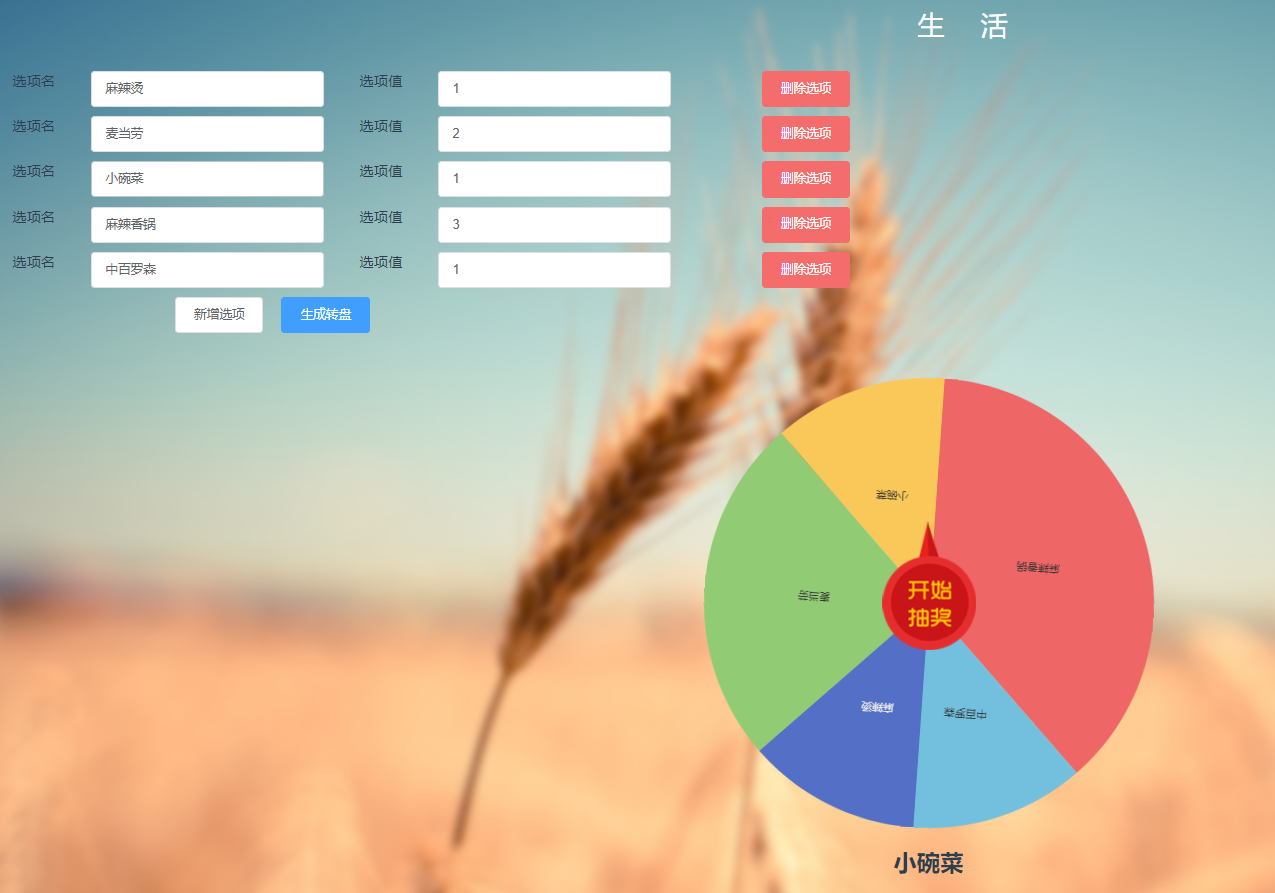 生 活
选项名 麻辣烫 选项值 1 删除选项
选项名 麦当劳 选项值 2 删除选项
选项名 小碗菜 选项值 1 删除选项
选项名 麻辣香锅 选项值 3 删除选项
选项名 中百罗森 选项值 1 删除选项
新增选项 生成转盘
小碗菜
麻辣香锅
麦当劳
开始
抽奖
麻辣烫
中百罗森
小碗菜